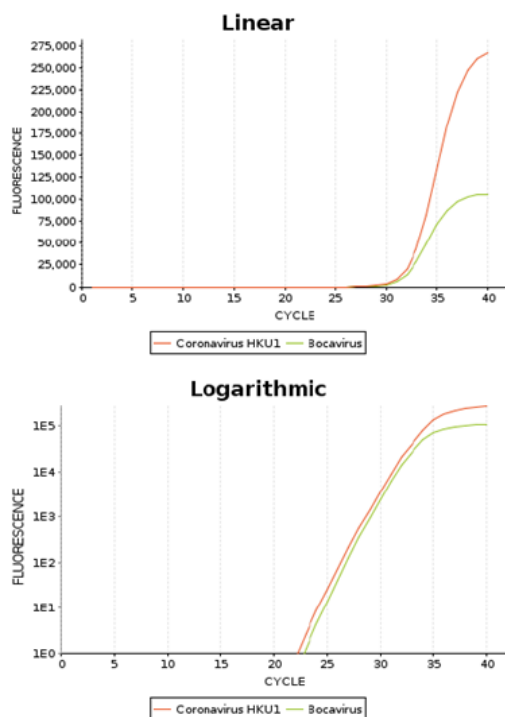 Linear
275,000
250,000
225,000
200,000
175,000
150,000
125,000
100,000
75,000
50,000
25,000
0
FLUORESCENCE
0 5 10 15 20 25 30 35 40
CYCLE
Coronavirus HKU1 Bocavirus
Logarithmic
1E5
1E4
1E3
1E2
1E1
1E0
FLUORESCENCE
0 5 10 15 20 25 30 35 40
CYCLE
Coronavirus HKU1 Bocavirus